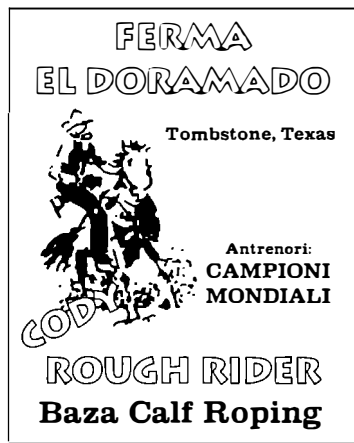 FERMA
EL DORAMADO
Tombstone, Texas
Antrenori:
CAMPIONI
MONDIALI
CODY
ROUGH RIDER
Baza Calf Roping